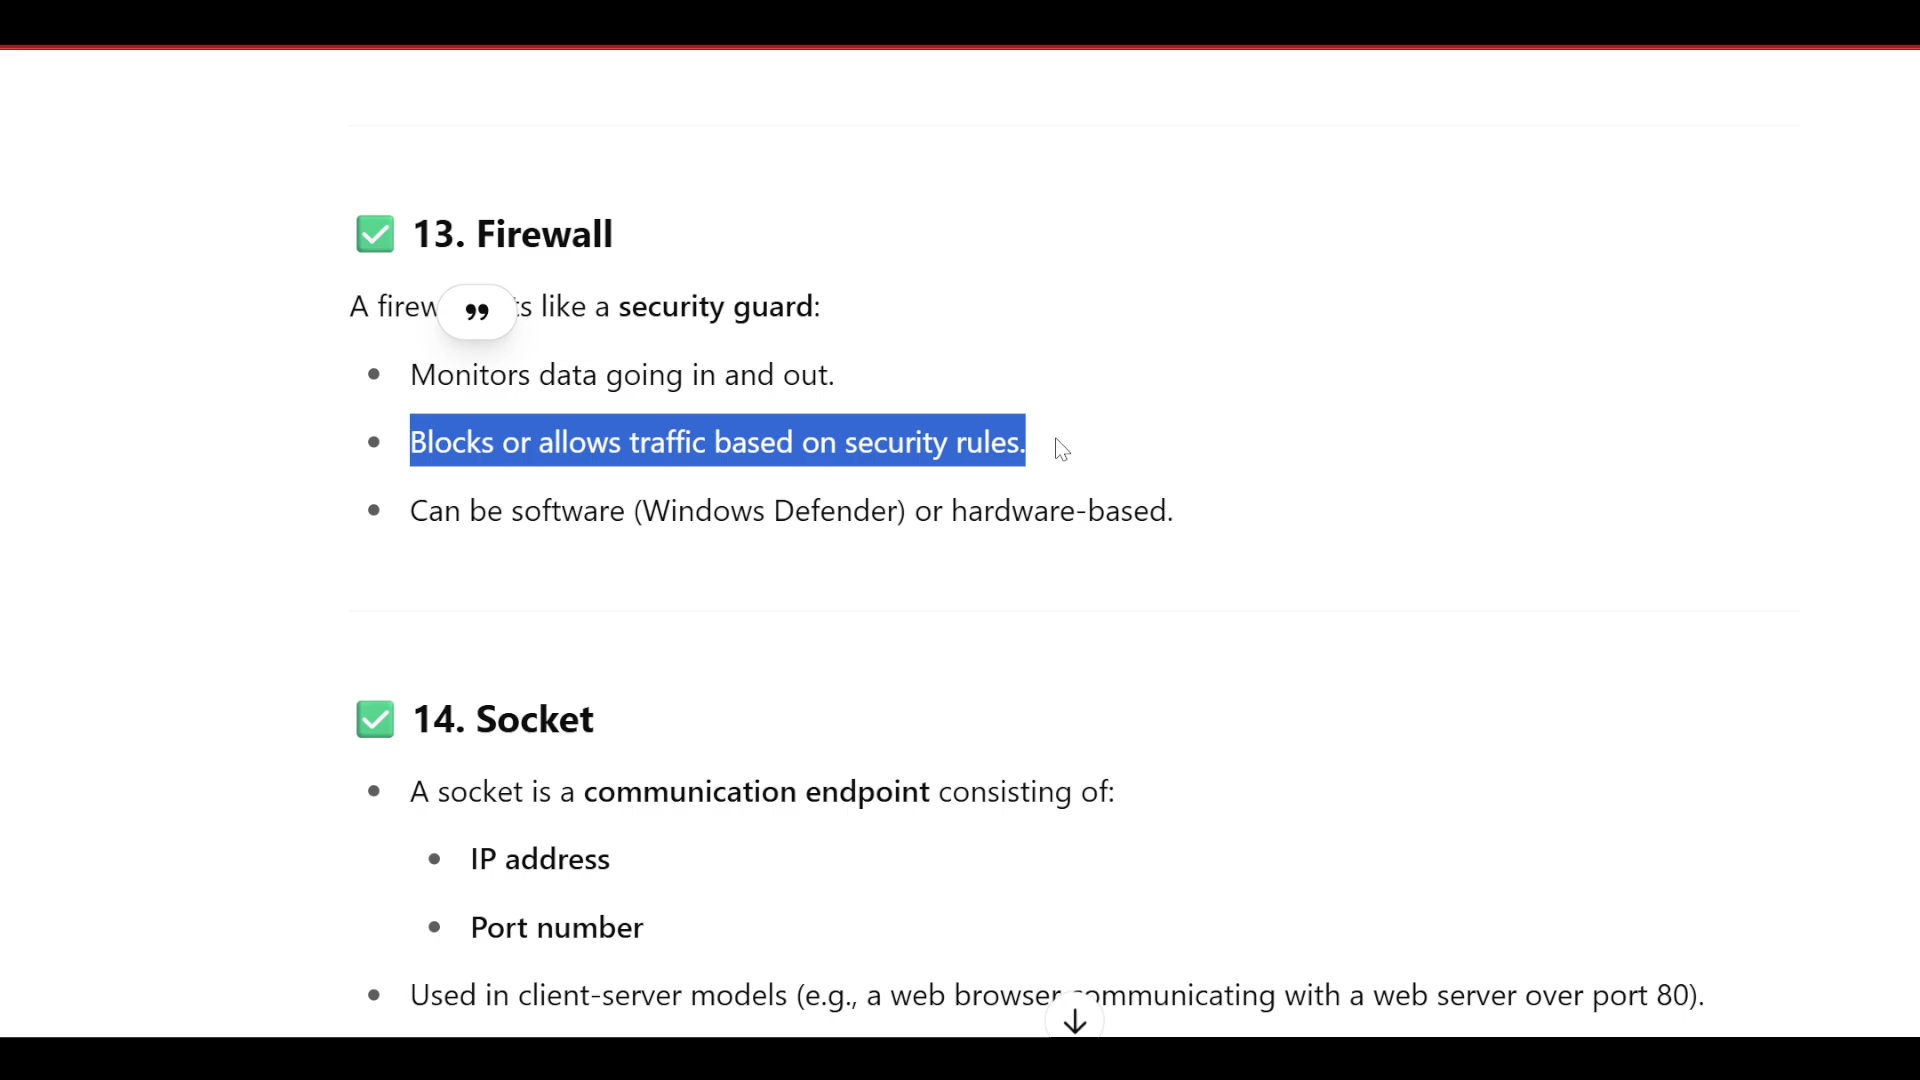 ✅ 13. Firewall
A firew ts like a security guard:
• Monitors data going in and out.
• Blocks or allows traffic based on security rules.
• Can be software (Windows Defender) or hardware-based.
✅ 14. Socket
• A socket is a communication endpoint consisting of:
• IP address
• Port number
• Used in client-server models (e.g., a web browser communicating with a web server over port 80).